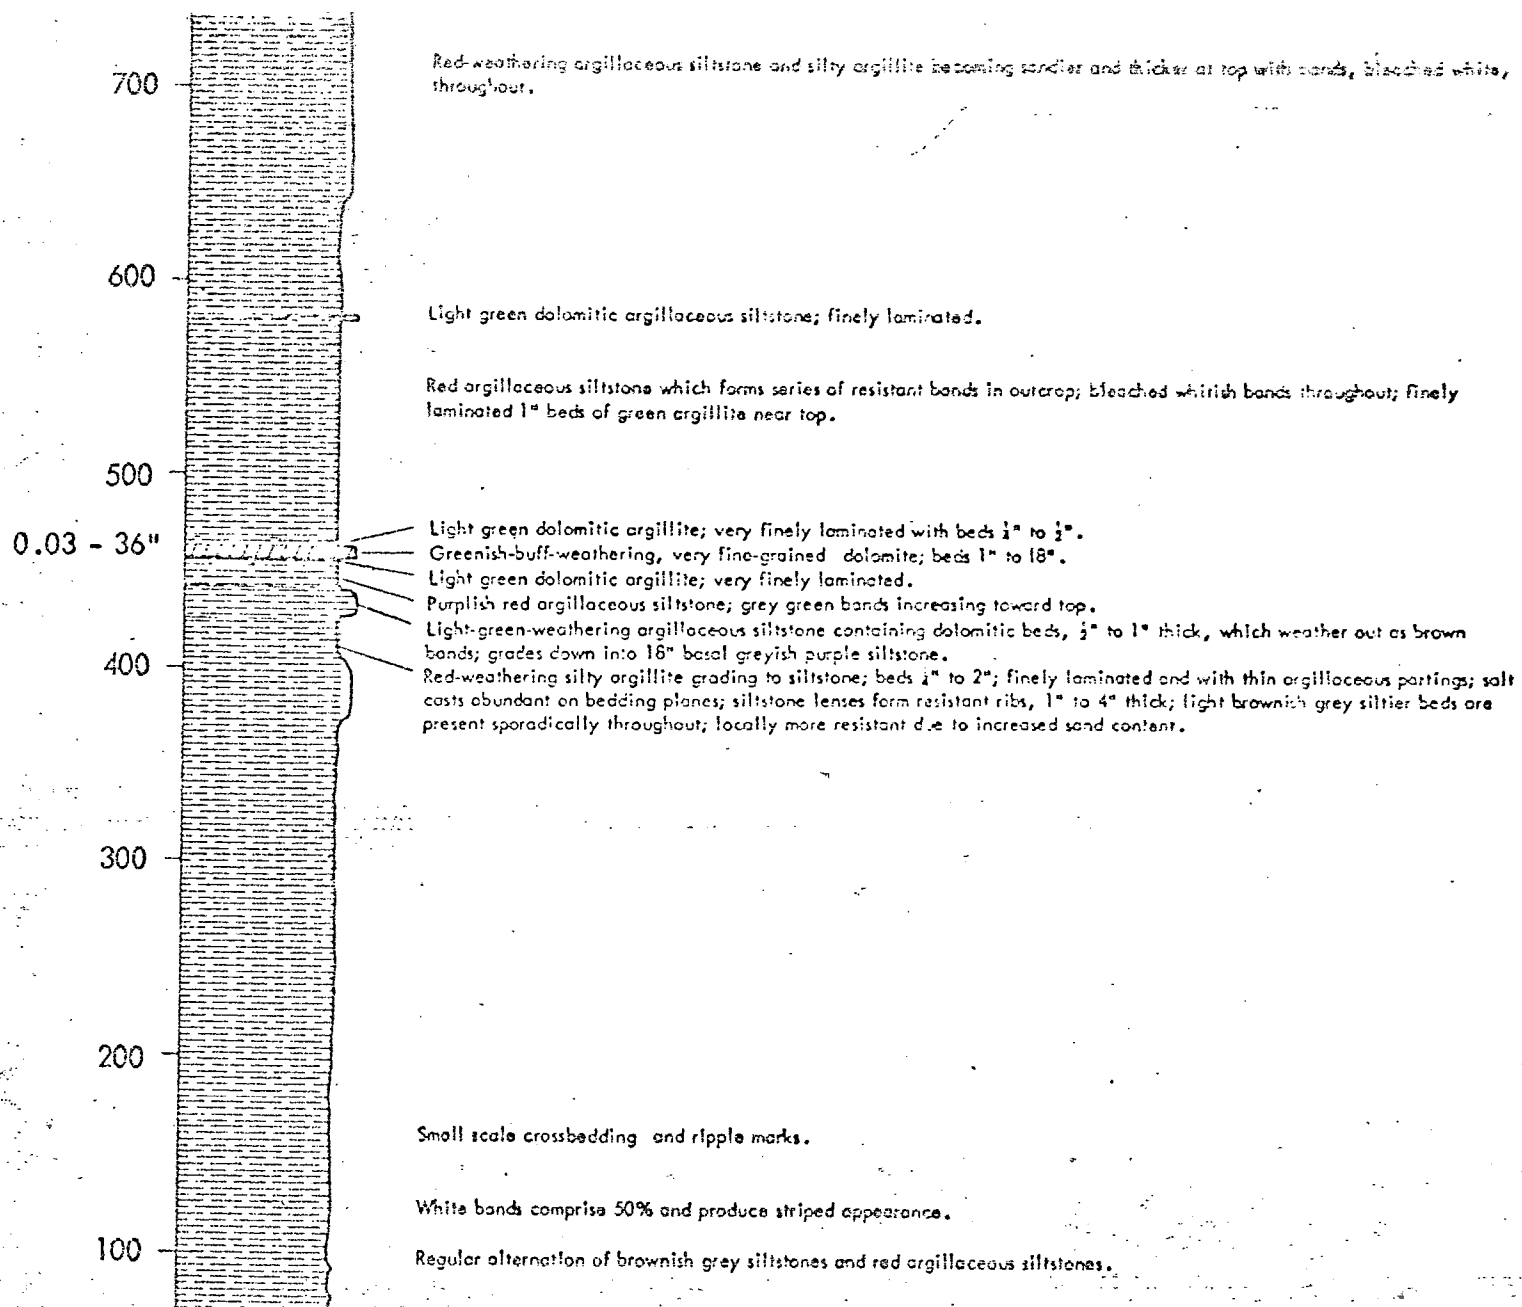 700
Red-weathering argillaceous siltstone and silty argillite becoming sandier and thicker at top with bands, bleached white,
throughout.
600
Light green dolomitic argillaceous siltstone; finely laminated.
Red argillaceous siltstone which forms series of resistant bands in outcrop; bleached whitish bands throughout; finely
laminated 1" beds of green argillite near top.
500
0.03 - 36"
Light green dolomitic argillite; very finely laminated with beds ¼" to ½".
Greenish-buff-weathering, very fine-grained dolomite; beds 1" to 18".
Light green dolomitic argillite; very finely laminated.
Purplish red argillaceous siltstone; grey green bands increasing toward top.
Light-green-weathering argillaceous siltstone containing dolomitic beds, ½" to 1" thick, which weather out as brown
bands; grades down into 18" basal greyish purple siltstone.
400
Red-weathering silty argillite grading to siltstone; beds ¼" to 2"; finely laminated and with thin argillaceous partings; salt
casts abundant on bedding planes; siltstone lenses form resistant ribs, 1" to 4" thick; light brownish grey siltier beds are
present sporadically throughout; locally more resistant due to increased sand content.
300
200
Small scale crossbedding and ripple marks.
White bands comprise 50% and produce striped appearance.
100
Regular alternation of brownish grey siltstones and red argillaceous siltstones.